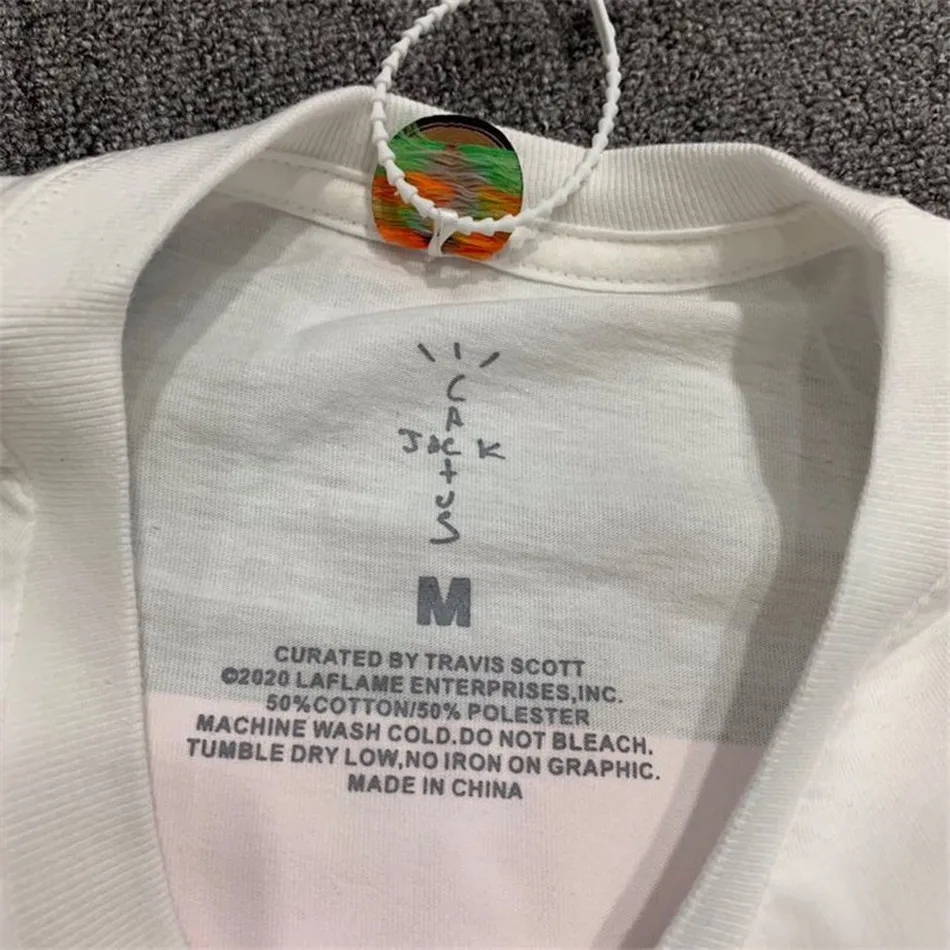 CACTUS
JACK
M
CURATED BY TRAVIS SCOTT
©2020 LAFLAME ENTERPRISES,INC.
50%COTTON/50% POLESTER
MACHINE WASH COLD.DO NOT BLEACH.
TUMBLE DRY LOW,NO IRON ON GRAPHIC.
MADE IN CHINA